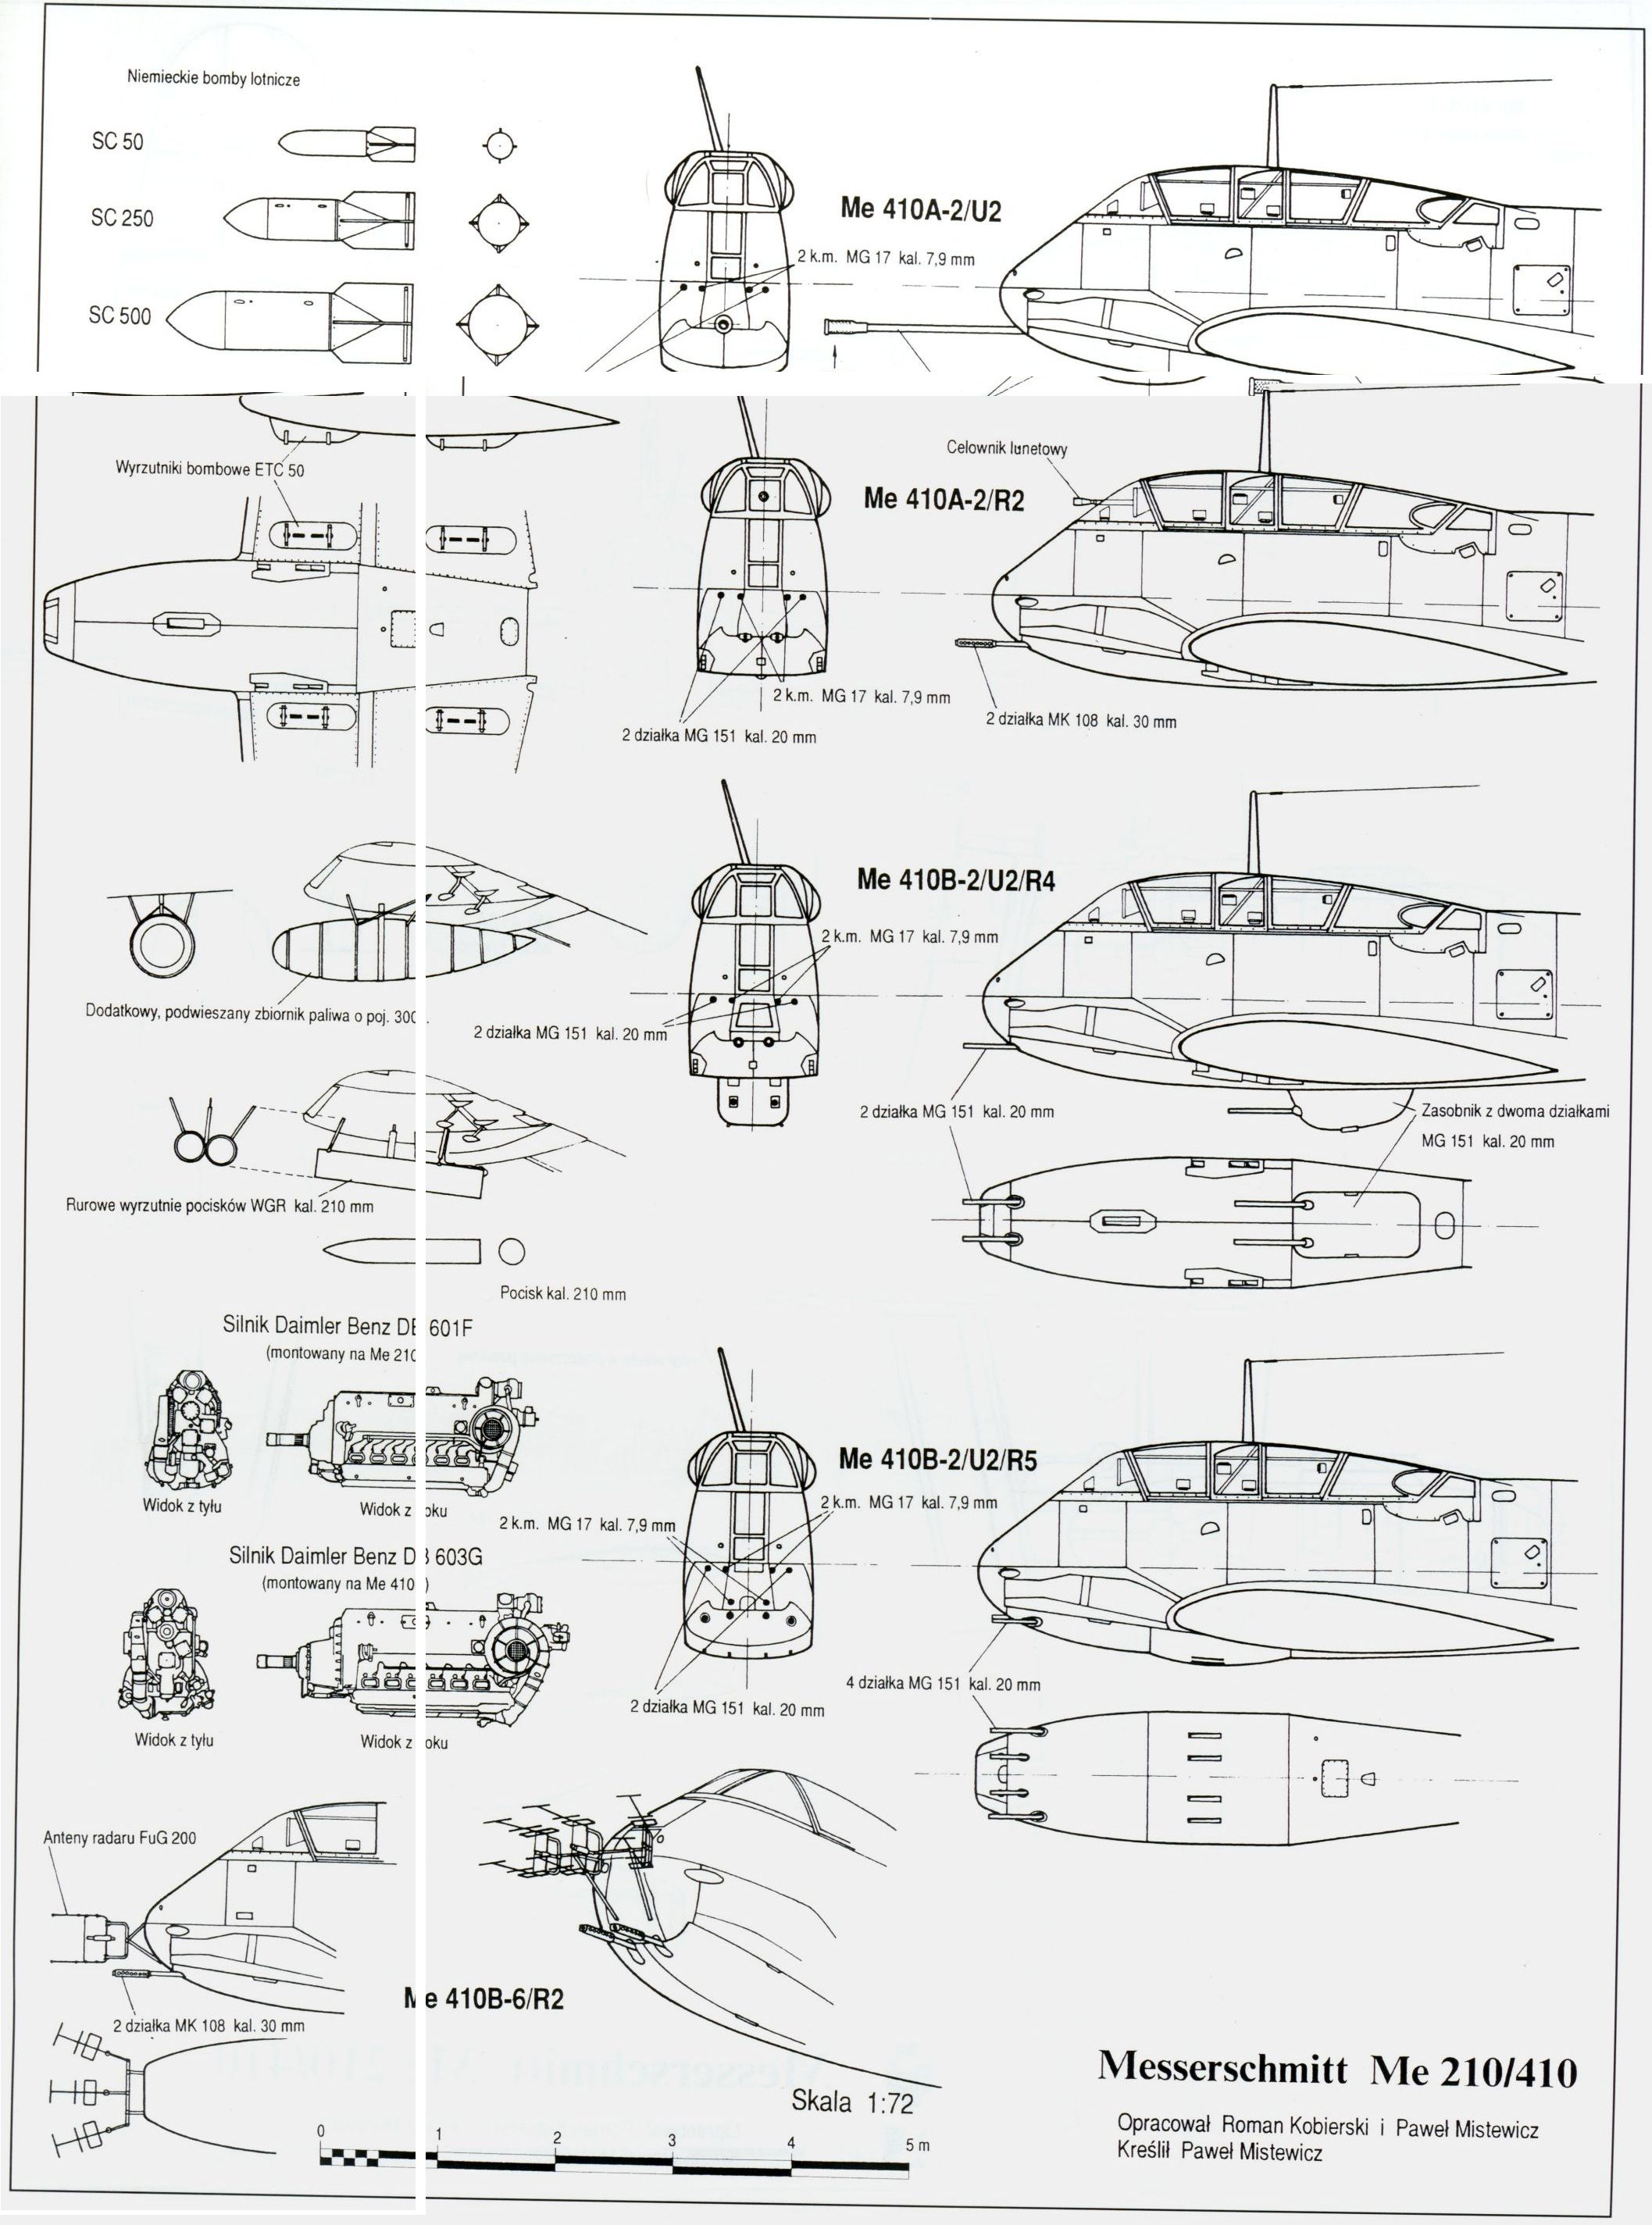 Niemieckie bomby lotnicze
SC 50
SC 250
SC 500
Me 410A-2/U2
2 k.m. MG 17 kal. 7,9 mm
Wyrzutniki bombowe ETC 50
Celownik lunetowy
Me 410A-2/R2
2 k.m. MG 17 kal. 7,9 mm
2 działka MG 151 kal. 20 mm
2 działka MK 108 kal. 30 mm
Me 410B-2/U2/R4
2 k.m. MG 17 kal. 7,9 mm
Dodatkowy, podwieszany zbiornik paliwa o poj. 300
2 działka MG 151 kal. 20 mm
2 działka MG 151 kal. 20 mm
Zasobnik z dwoma działkami
MG 151 kal. 20 mm
Rurowe wyrzutnie pocisków WGR kal. 210 mm
Pocisk kal. 210 mm
Silnik Daimler Benz DB 601F
(montowany na Me 210
Widok z tyłu
Widok z boku
Me 410B-2/U2/R5
2 k.m. MG 17 kal. 7,9 mm
2 k.m. MG 17 kal. 7,9 mm
Silnik Daimler Benz DB 603G
(montowany na Me 410 )
Widok z tyłu
Widok z boku
2 działka MG 151 kal. 20 mm
4 działka MG 151 kal. 20 mm
Anteny radaru FuG 200
2 działka MK 108 kal. 30 mm
Me 410B-6/R2
Skala 1:72
0 1 2 3 4 5 m
Messerschmitt Me 210/410
Opracował Roman Kobierski i Paweł Mistewicz
Kreślił Paweł Mistewicz